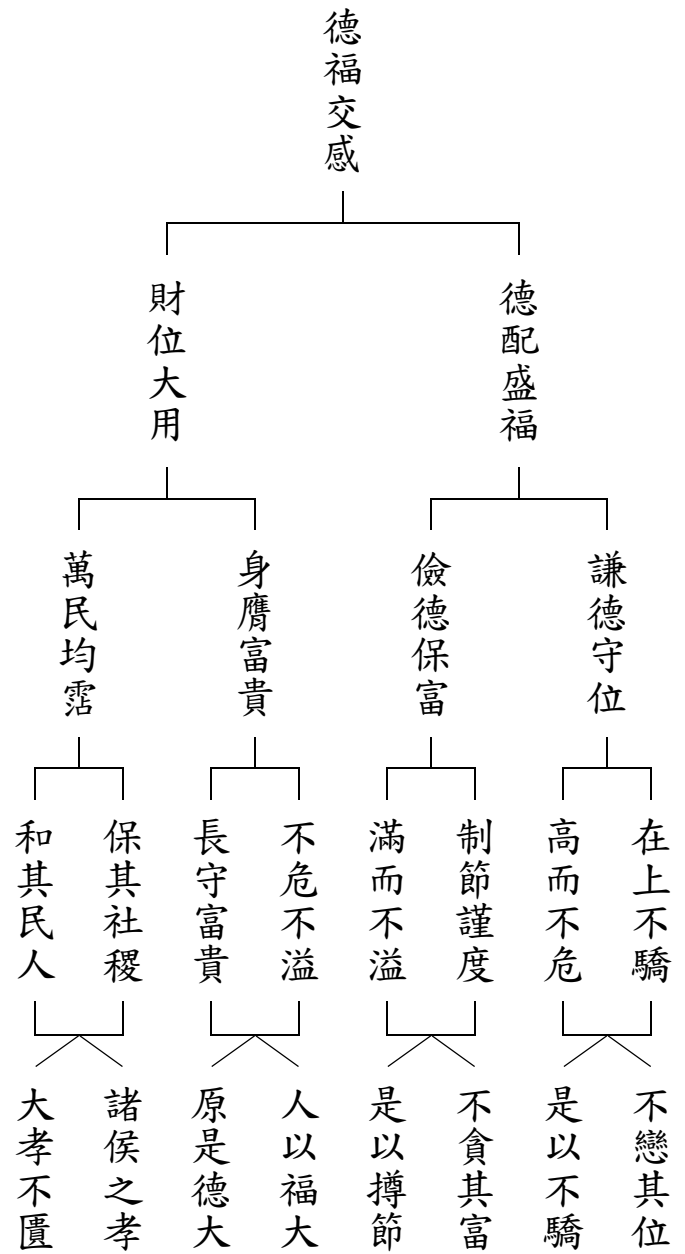 德福交感
德配盛福
財位大用
謙德守位
儉德保富
身膺富貴
萬民均霑
在上不驕
高而不危
制節謹度
滿而不溢
不危不溢
長守富貴
保其社稷
和其民人
不戀其位
是以不驕
不貪其富
是以撙節
人以福大
原是德大
諸侯之孝
大孝不匱